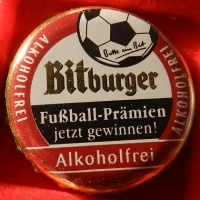 Bitte ein Bit
Bitburger
Fußball-Prämien
jetzt gewinnen!
Alkoholfrei
ALKOHOLFREI
ALKOHOLFREI